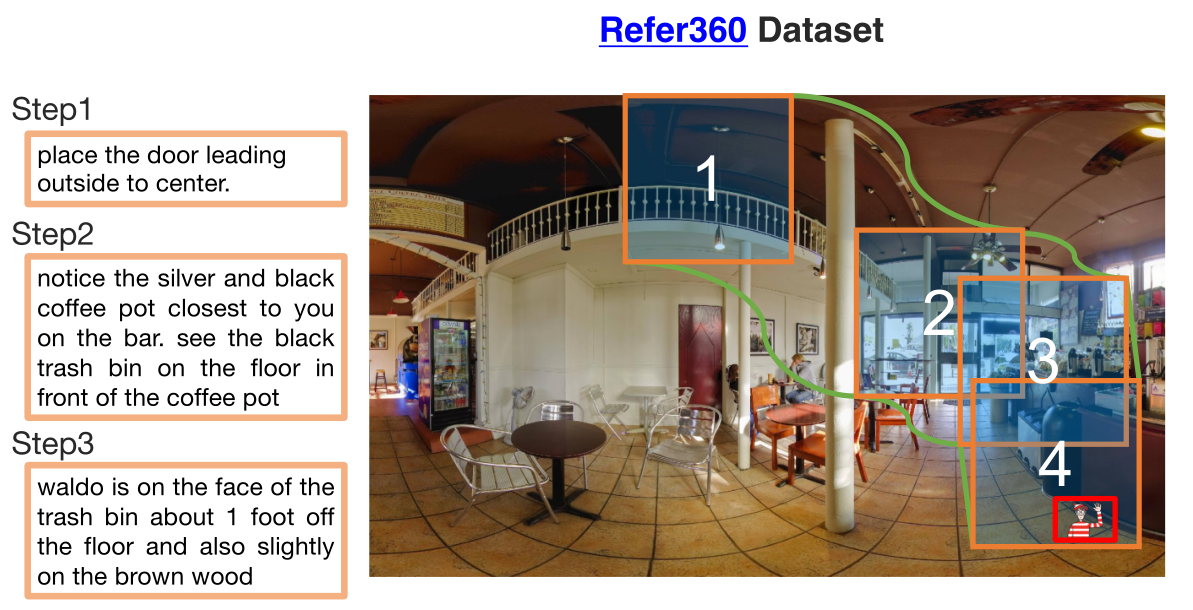 Refer360 Dataset
Step1
place the door leading
outside to center.
Step2
notice the silver and black
coffee pot closest to you
on the bar. see the black
trash bin on the floor in
front of the coffee pot
Step3
waldo is on the face of the
trash bin about 1 foot off
the floor and also slightly
on the brown wood
1
2
3
4